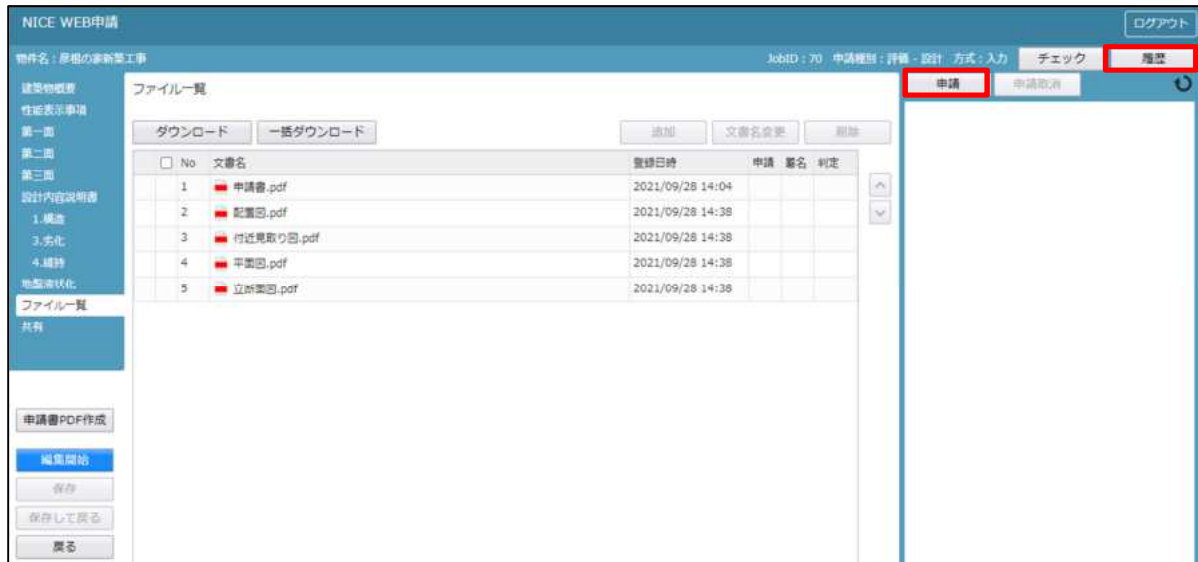 NICE WEB申請
ログアウト
物件名：彦根の家新築工事
JobID：70 申請種別：評価 - 設計 方式：入力
チェック
履歴
建築物概要
性能表示事項
第一面
第二面
第三面
設計内容説明書
1.構造
3.劣化
4.維持
地盤液状化
ファイル一覧
共有
申請書PDF作成
編集開始
保存
保存して戻る
戻る
ファイル一覧
ダウンロード
一括ダウンロード
追加
文書名変更
削除
No 文書名 登録日時 申請 署名 判定
1 申請書.pdf 2021/09/28 14:04
2 配置図.pdf 2021/09/28 14:38
3 付近見取り図.pdf 2021/09/28 14:38
4 平面図.pdf 2021/09/28 14:38
5 立断面図.pdf 2021/09/28 14:38
申請
申請取消